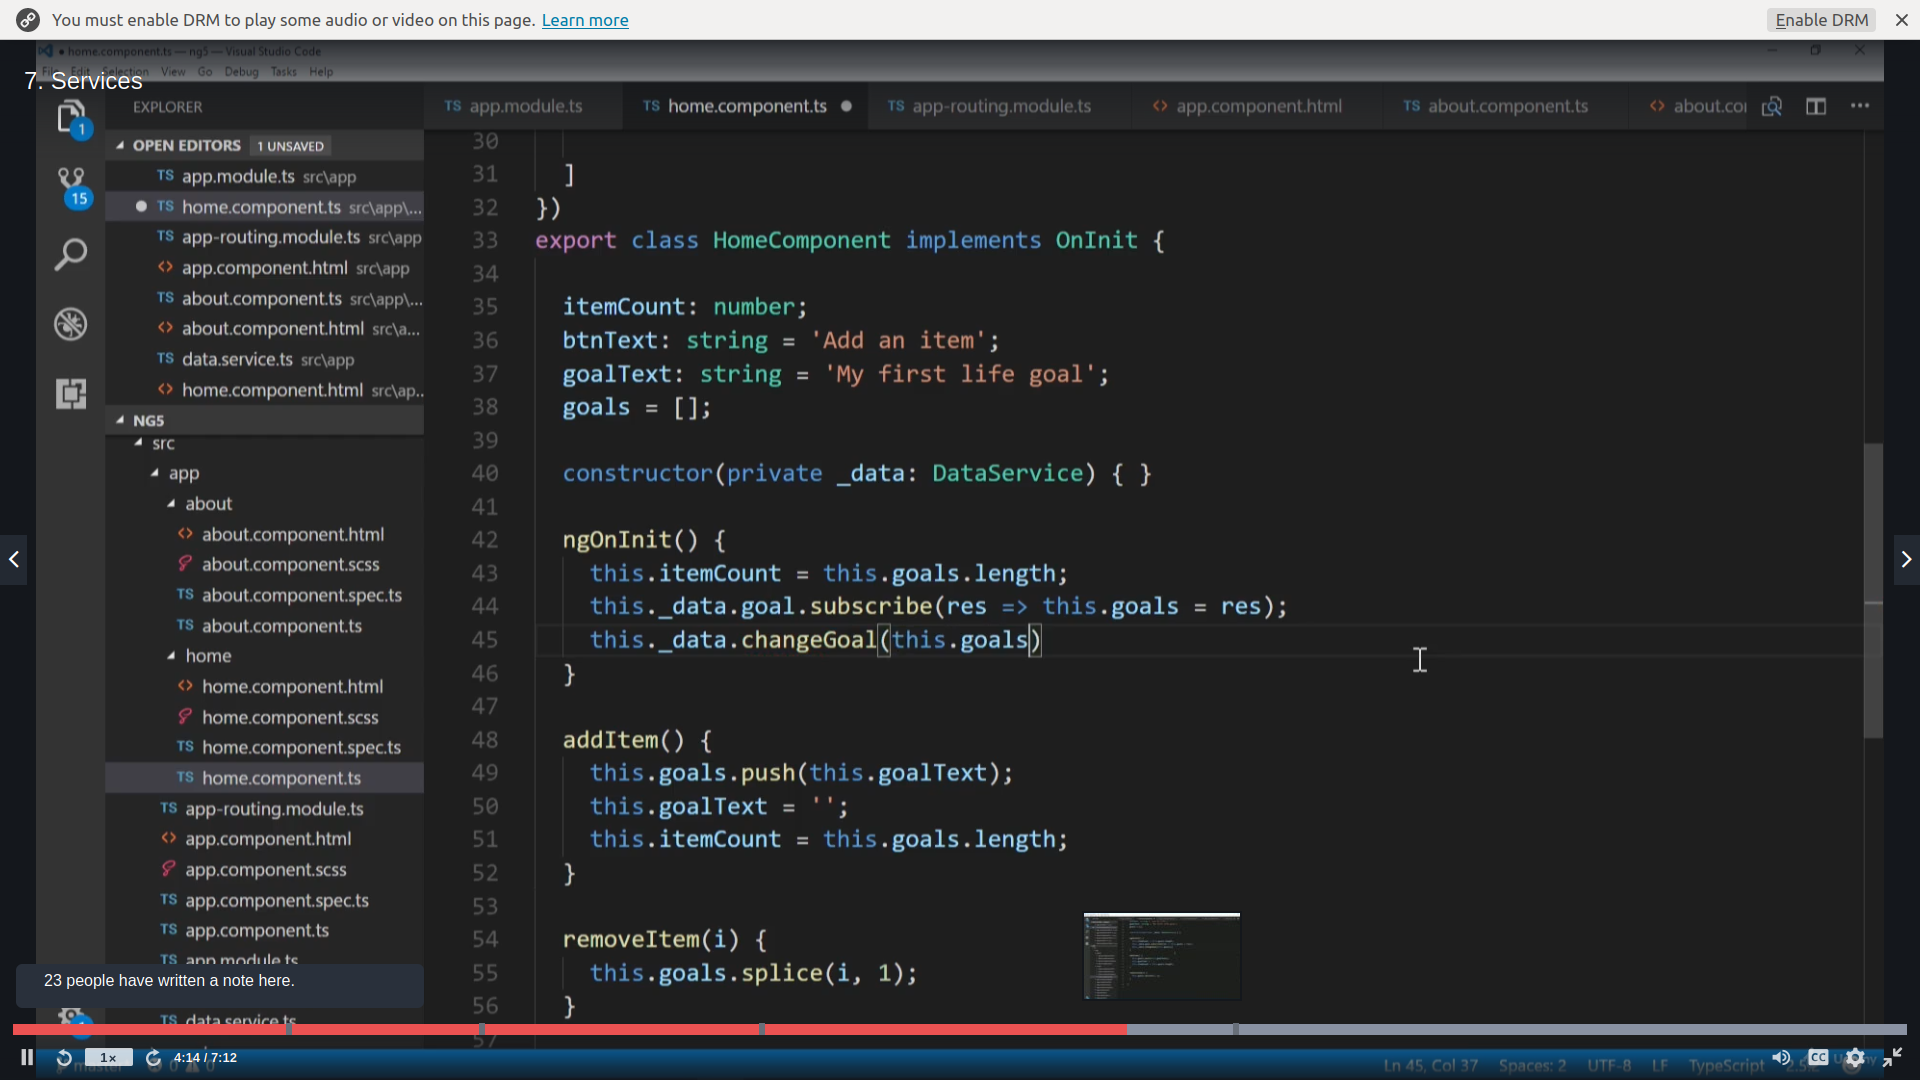 You must enable DRM to play some audio or video on this page. Learn more
Enable DRM
● home.component.ts — ng5 — Visual Studio Code
File Edit Selection View Go Debug Tasks Help
7. Services
EXPLORER
TS app.module.ts
TS home.component.ts ●
TS app-routing.module.ts
<> app.component.html
TS about.component.ts
<> about.co
1
15
OPEN EDITORS 1 UNSAVED
TS app.module.ts src\app
● TS home.component.ts src\app\...
TS app-routing.module.ts src\app
<> app.component.html src\app
TS about.component.ts src\app\...
<> about.component.html src\a...
TS data.service.ts src\app
<> home.component.html src\ap...
NG5
src
app
about
<> about.component.html
about.component.scss
TS about.component.spec.ts
TS about.component.ts
home
<> home.component.html
home.component.scss
TS home.component.spec.ts
TS home.component.ts
TS app-routing.module.ts
<> app.component.html
app.component.scss
TS app.component.spec.ts
TS app.component.ts
TS app.module.ts
23 people have written a note here.
TS data.service.ts
30
31 ]
32 })
33 export class HomeComponent implements OnInit {
34
35 itemCount: number;
36 btnText: string = 'Add an item';
37 goalText: string = 'My first life goal';
38 goals = [];
39
40 constructor(private _data: DataService) { }
41
42 ngOnInit() {
43 this.itemCount = this.goals.length;
44 this._data.goal.subscribe(res => this.goals = res);
45 this._data.changeGoal(this.goals)
46 }
47
48 addItem() {
49 this.goals.push(this.goalText);
50 this.goalText = '';
51 this.itemCount = this.goals.length;
52 }
53
54 removeItem(i) {
55 this.goals.splice(i, 1);
56 }
57
1× 4:14 / 7:12
master 0 0
Ln 45, Col 37 Spaces: 2 UTF-8 LF TypeScript
CC